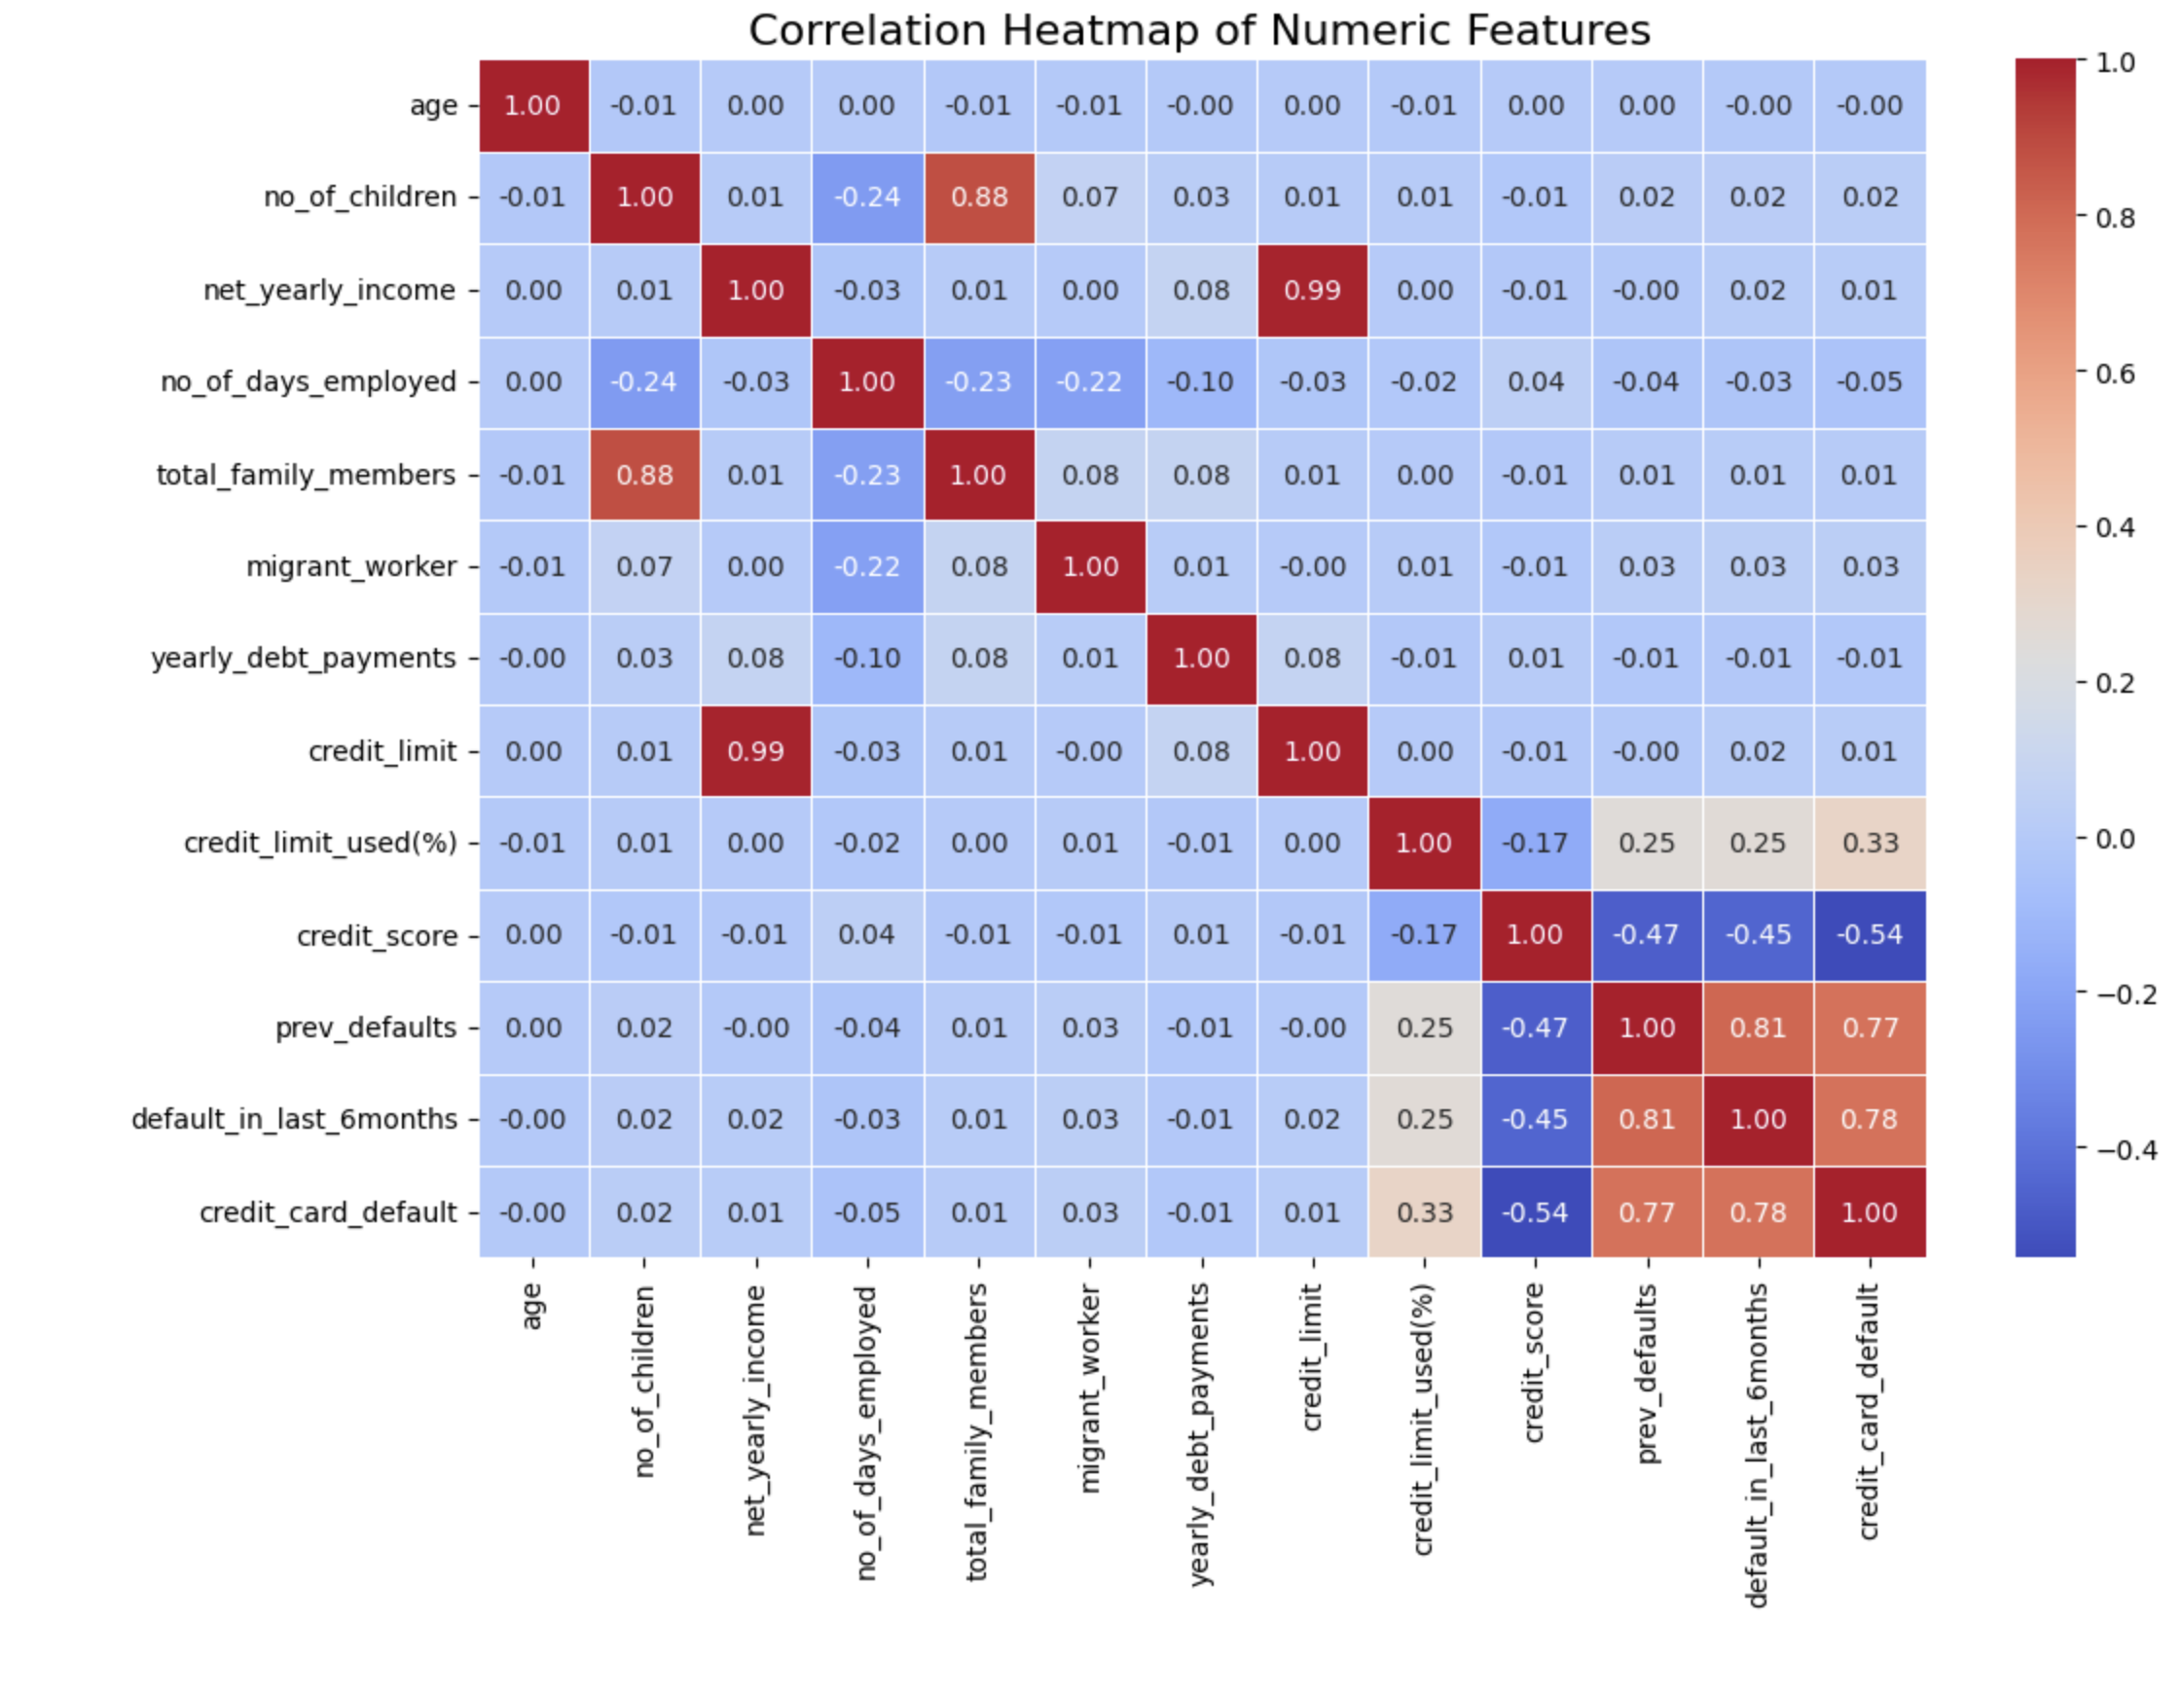 Correlation Heatmap of Numeric Features
age 1.00 -0.01 0.00 0.00 -0.01 -0.01 -0.00 0.00 -0.01 0.00 0.00 -0.00 -0.00
no_of_children -0.01 1.00 0.01 -0.24 0.88 0.07 0.03 0.01 0.01 -0.01 0.02 0.02 0.02
net_yearly_income 0.00 0.01 1.00 -0.03 0.01 0.00 0.08 0.99 0.00 -0.01 -0.00 0.02 0.01
no_of_days_employed 0.00 -0.24 -0.03 1.00 -0.23 -0.22 -0.10 -0.03 -0.02 0.04 -0.04 -0.03 -0.05
total_family_members -0.01 0.88 0.01 -0.23 1.00 0.08 0.08 0.01 0.00 -0.01 0.01 0.01 0.01
migrant_worker -0.01 0.07 0.00 -0.22 0.08 1.00 0.01 -0.00 0.01 -0.01 0.03 0.03 0.03
yearly_debt_payments -0.00 0.03 0.08 -0.10 0.08 0.01 1.00 0.08 -0.01 0.01 -0.01 -0.01 -0.01
credit_limit 0.00 0.01 0.99 -0.03 0.01 -0.00 0.08 1.00 0.00 -0.01 -0.00 0.02 0.01
credit_limit_used(%) -0.01 0.01 0.00 -0.02 0.00 0.01 -0.01 0.00 1.00 -0.17 0.25 0.25 0.33
credit_score 0.00 -0.01 -0.01 0.04 -0.01 -0.01 0.01 -0.01 -0.17 1.00 -0.47 -0.45 -0.54
prev_defaults 0.00 0.02 -0.00 -0.04 0.01 0.03 -0.01 -0.00 0.25 -0.47 1.00 0.81 0.77
default_in_last_6months -0.00 0.02 0.02 -0.03 0.01 0.03 -0.01 0.02 0.25 -0.45 0.81 1.00 0.78
credit_card_default -0.00 0.02 0.01 -0.05 0.01 0.03 -0.01 0.01 0.33 -0.54 0.77 0.78 1.00
age
no_of_children
net_yearly_income
no_of_days_employed
total_family_members
migrant_worker
yearly_debt_payments
credit_limit
credit_limit_used(%)
credit_score
prev_defaults
default_in_last_6months
credit_card_default
1.0
0.8
0.6
0.4
0.2
0.0
−0.2
−0.4